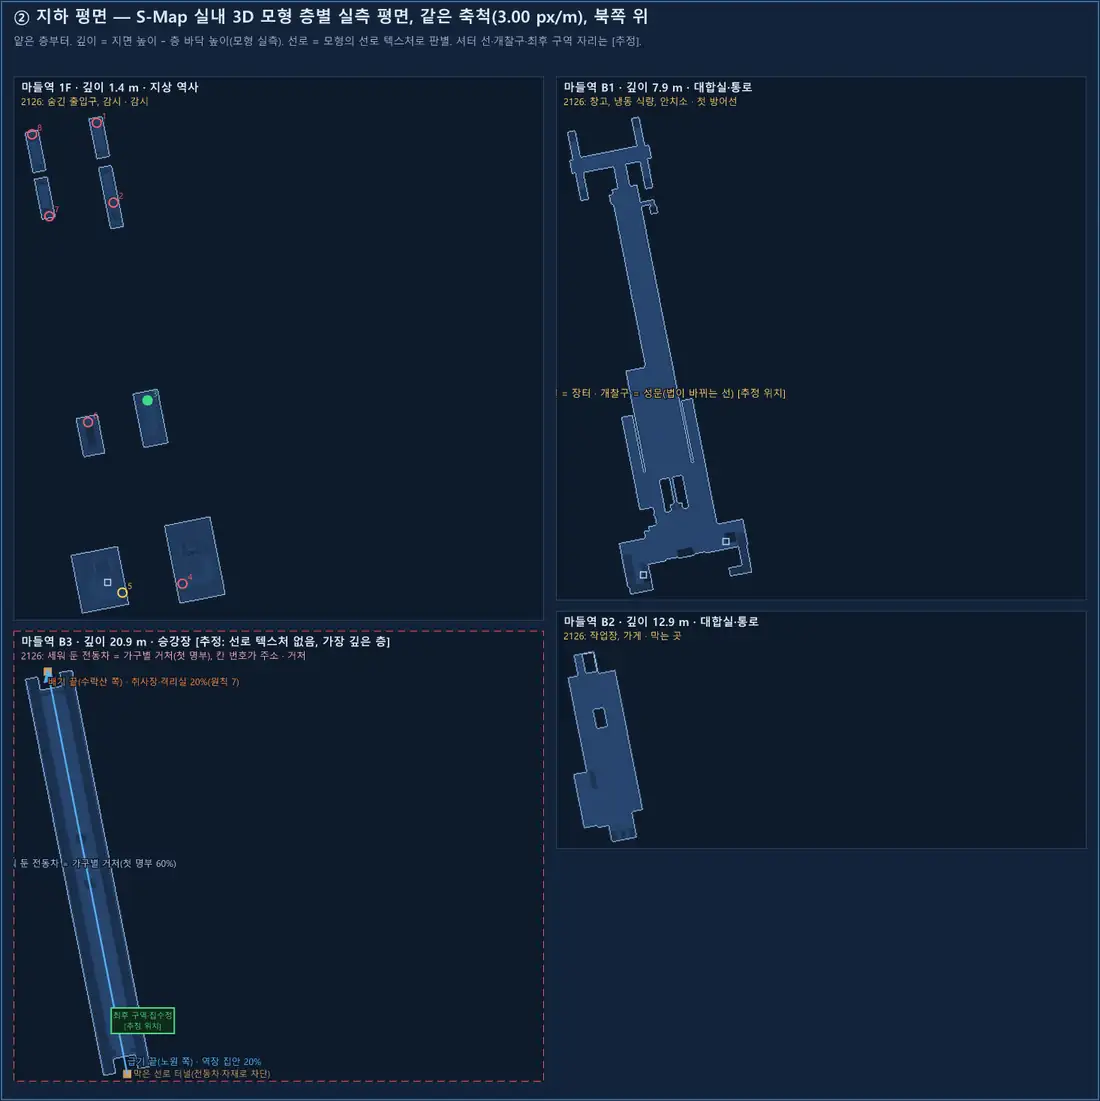 ② 지하 평면 — S-Map 실내 3D 모형 층별 실측 평면, 같은 축척(3.00 px/m), 북쪽 위
얕은 층부터. 깊이 = 지면 높이 − 층 바닥 높이(모형 실측). 선로 = 모형의 선로 텍스처로 판별. 셔터 선·개찰구·최후 구역 자리는 [추정].
마들역 1F · 깊이 1.4 m · 지상 역사
2126: 숨긴 출입구, 감시 · 감시
8
1
7
2
3
6
4
5
마들역 B1 · 깊이 7.9 m · 대합실·통로
2126: 창고, 냉동 식량, 안치소 · 첫 방어선
= 장터 · 개찰구 = 성문(법이 바뀌는 선) [추정 위치]
마들역 B3 · 깊이 20.9 m · 승강장 [추정: 선로 텍스처 없음, 가장 깊은 층]
2126: 세워 둔 전동차 = 가구별 거처(첫 명부), 칸 번호가 주소 · 거처
배기 끝(수락산 쪽) · 취사장·격리실 20%(원칙 7)
둔 전동차 = 가구별 거처(첫 명부 60%)
최후 구역·집수정
[추정 위치]
급기 끝(노원 쪽) · 역장 집안 20%
막은 선로 터널(전동차·자재로 차단)
마들역 B2 · 깊이 12.9 m · 대합실·통로
2126: 작업장, 가게 · 막는 곳